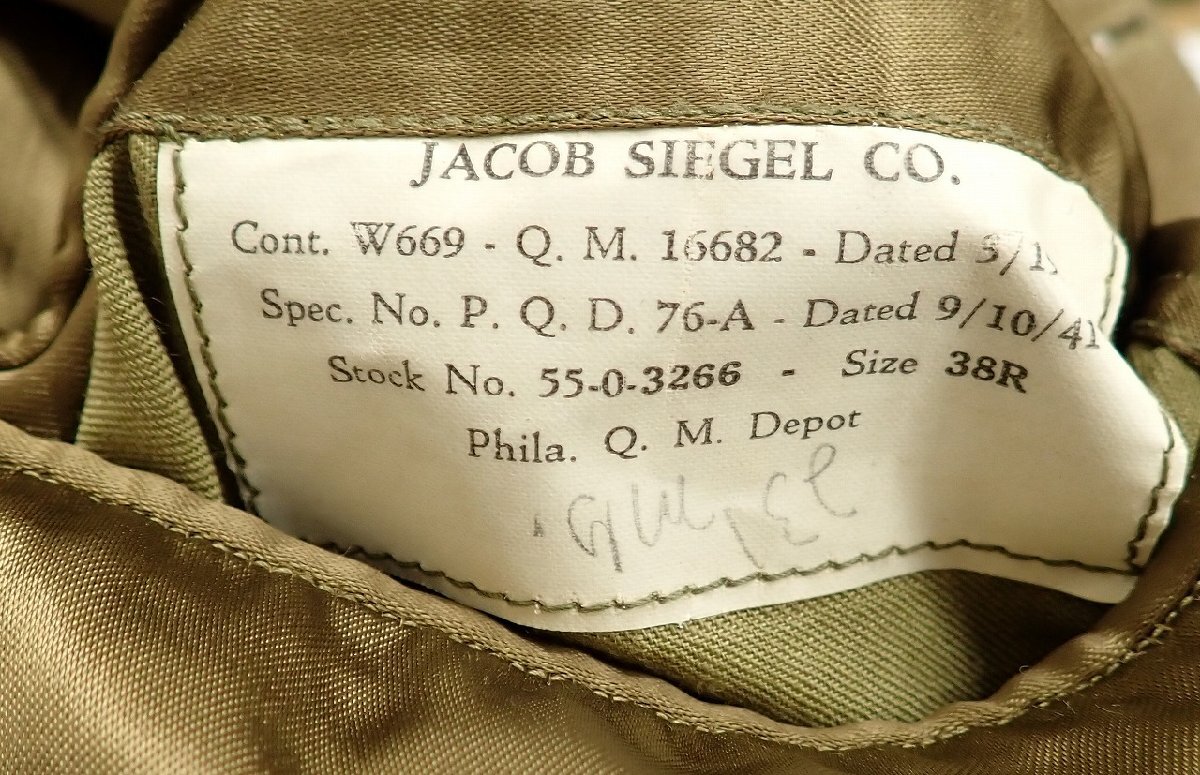 JACOB SIEGEL CO.
Cont. W669 - Q. M. 16682 - Dated
Spec. No. P. Q. D. 76-A - Dated 9/10/41
Stock No. 55-0-3266 - Size 38R
Phila. Q. M. Depot